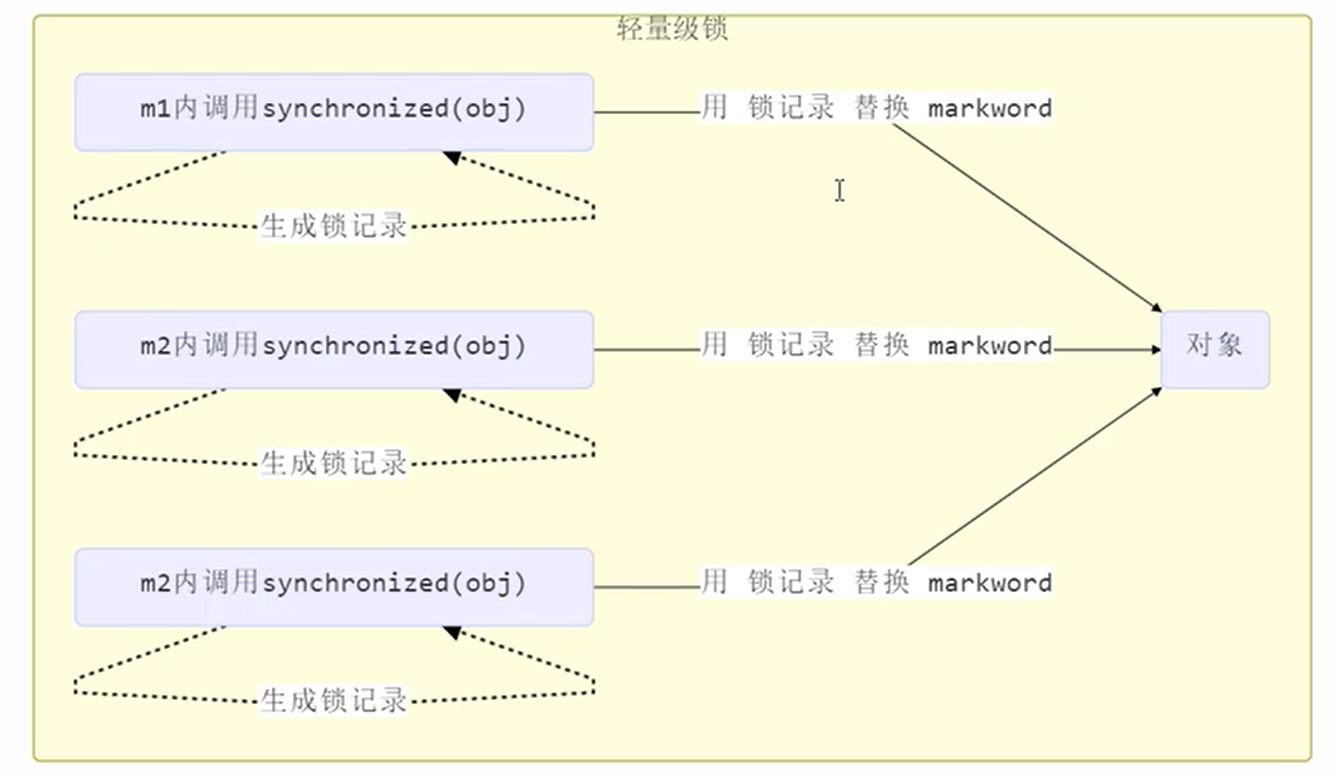 轻量级锁
m1内调用synchronized(obj)
用 锁记录 替换 markword
生成锁记录
m2内调用synchronized(obj)
用 锁记录 替换 markword
对象
生成锁记录
m2内调用synchronized(obj)
用 锁记录 替换 markword
生成锁记录